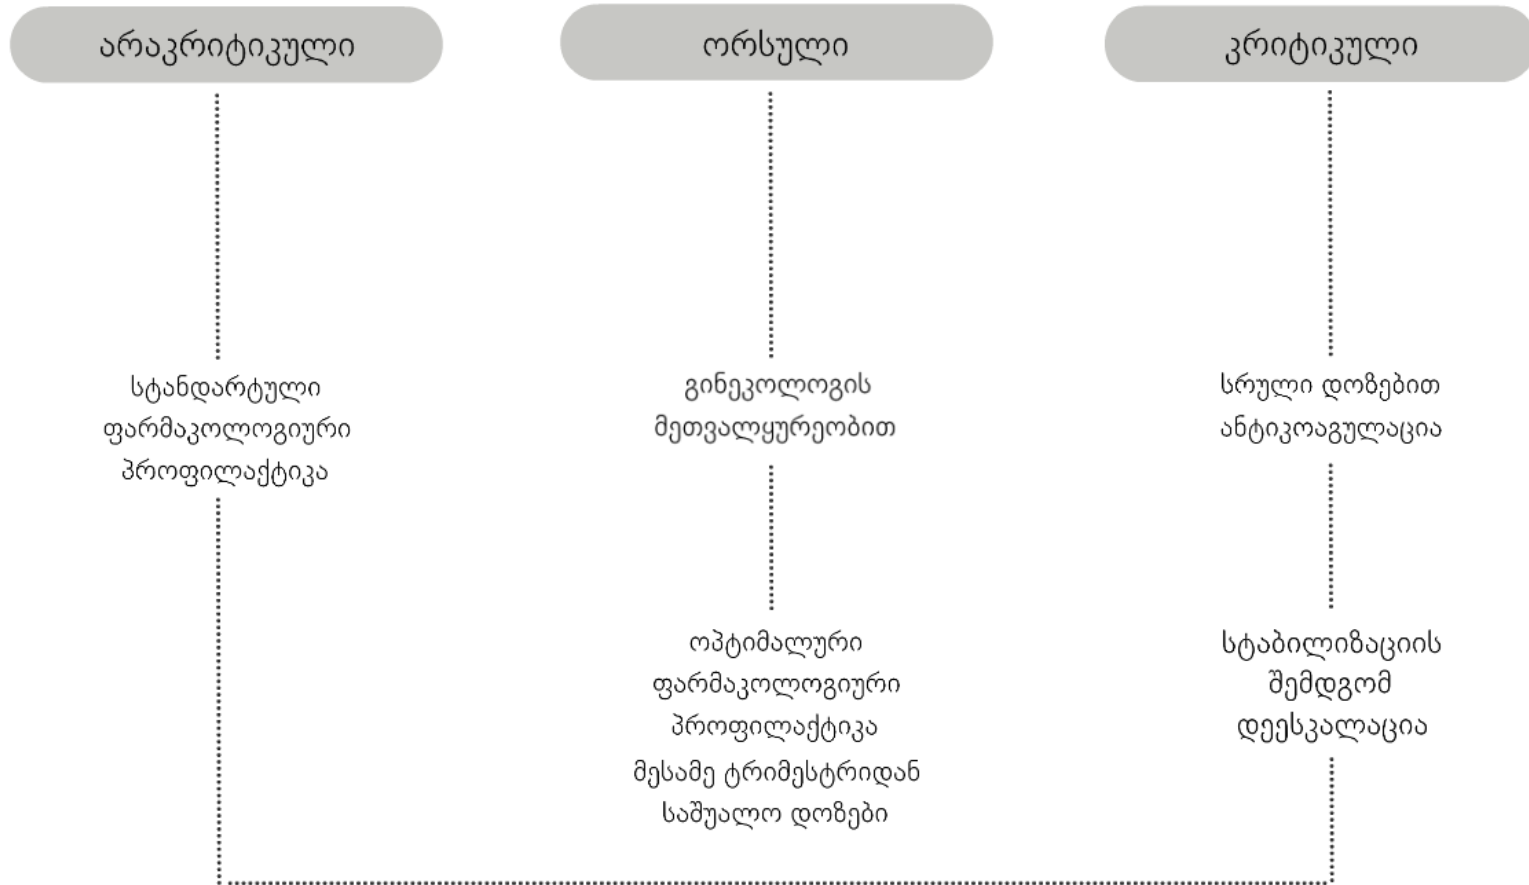 არაკრიტიკული
ორსული
კრიტიკული
სტანდარტული
ფარმაკოლოგიური
პროფილაქტიკა
გინეკოლოგის
მეთვალყურეობით
სრული დოზებით
ანტიკოაგულაცია
ოპტიმალური
ფარმაკოლოგიური
პროფილაქტიკა
მესამე ტრიმესტრიდან
საშუალო დოზები
სტაბილიზაციის
შემდგომ
დეესკალაცია